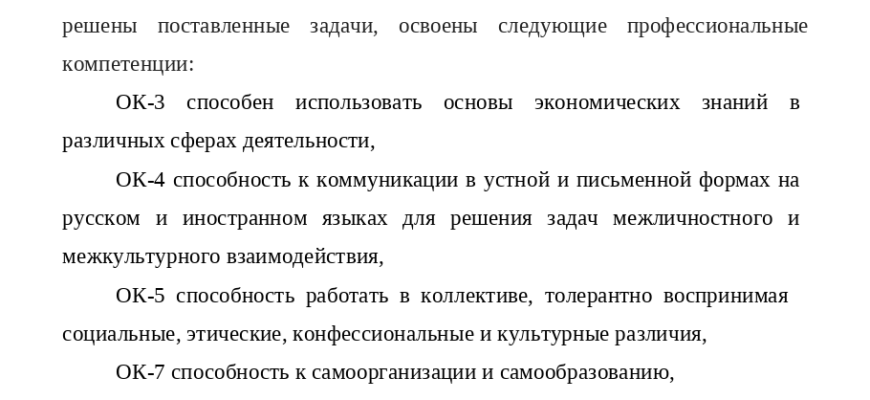 решены поставленные задачи, освоены следующие профессиональные
компетенции:
ОК-3 способен использовать основы экономических знаний в
различных сферах деятельности,
ОК-4 способность к коммуникации в устной и письменной формах на
русском и иностранном языках для решения задач межличностного и
межкультурного взаимодействия,
ОК-5 способность работать в коллективе, толерантно воспринимая
социальные, этические, конфессиональные и культурные различия,
ОК-7 способность к самоорганизации и самообразованию,